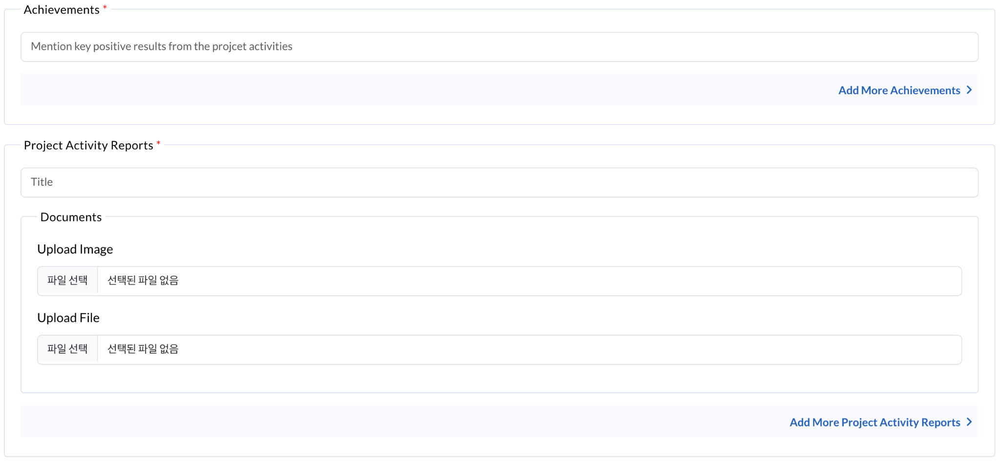 Achievements *
Mention key positive results from the projcet activities
Add More Achievements
Project Activity Reports *
Title
Documents
Upload Image
파일 선택 선택된 파일 없음
Upload File
파일 선택 선택된 파일 없음
Add More Project Activity Reports